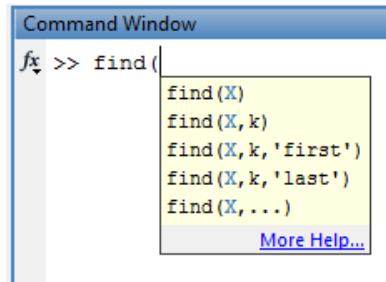 Command Window
fx >> find(
find(X)
find(X,k)
find(X,k,'first')
find(X,k,'last')
find(X,...)
More Help...